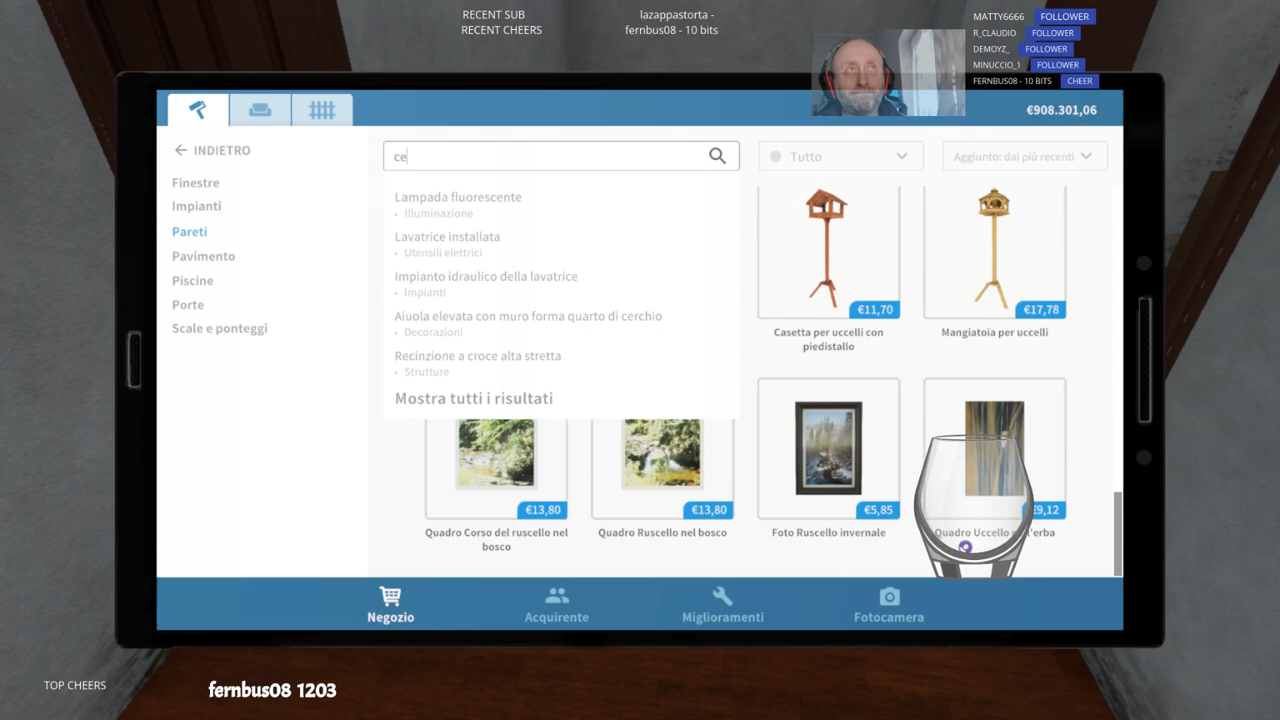 RECENT SUB
lazappastorta -
RECENT CHEERS
fernbus08 - 10 bits
MATTY6666 FOLLOWER
R_CLAUDIO FOLLOWER
DEMOYZ_ FOLLOWER
MINUCCIO_1 FOLLOWER
FERNBUS08 - 10 BITS CHEER
€908.301,06
INDIETRO
Finestre
Impianti
Pareti
Pavimento
Piscine
Porte
Scale e ponteggi
ce
Tutto
Aggiunto: dai più recenti
Lampada fluorescente
• Illuminazione
Lavatrice installata
• Utensili elettrici
Impianto idraulico della lavatrice
• Impianti
Aiuola elevata con muro forma quarto di cerchio
• Decorazioni
Recinzione a croce alta stretta
• Strutture
Mostra tutti i risultati
€11,70
Casetta per uccelli con
piedistallo
€17,78
Mangiatoia per uccelli
€13,80
Quadro Corso del ruscello nel
bosco
€13,80
Quadro Ruscello nel bosco
€5,85
Foto Ruscello invernale
€9,12
Quadro Uccello
Negozio
Acquirente
Miglioramenti
Fotocamera
TOP CHEERS
fernbus08 1203